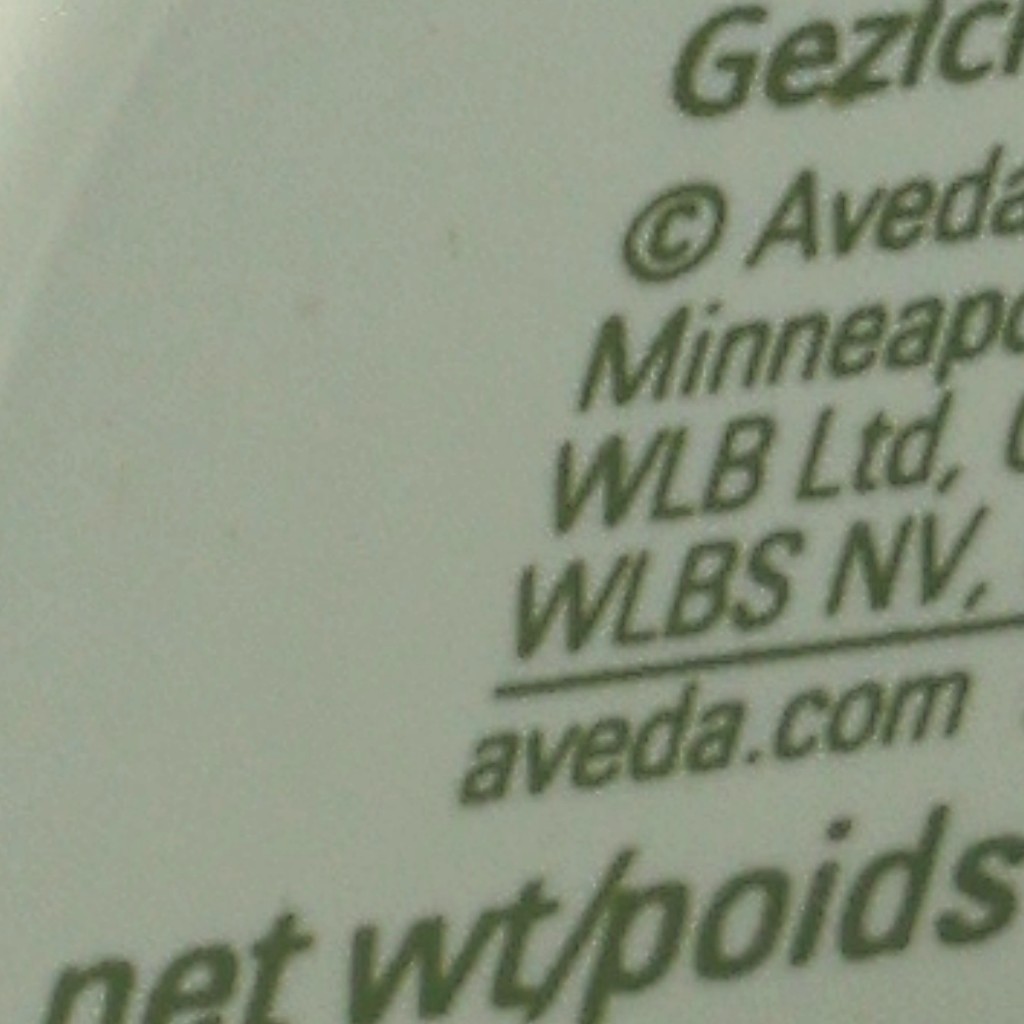 © Aveda
WLB Ltd,
WLBS NV,
aveda.com
net wt/poids